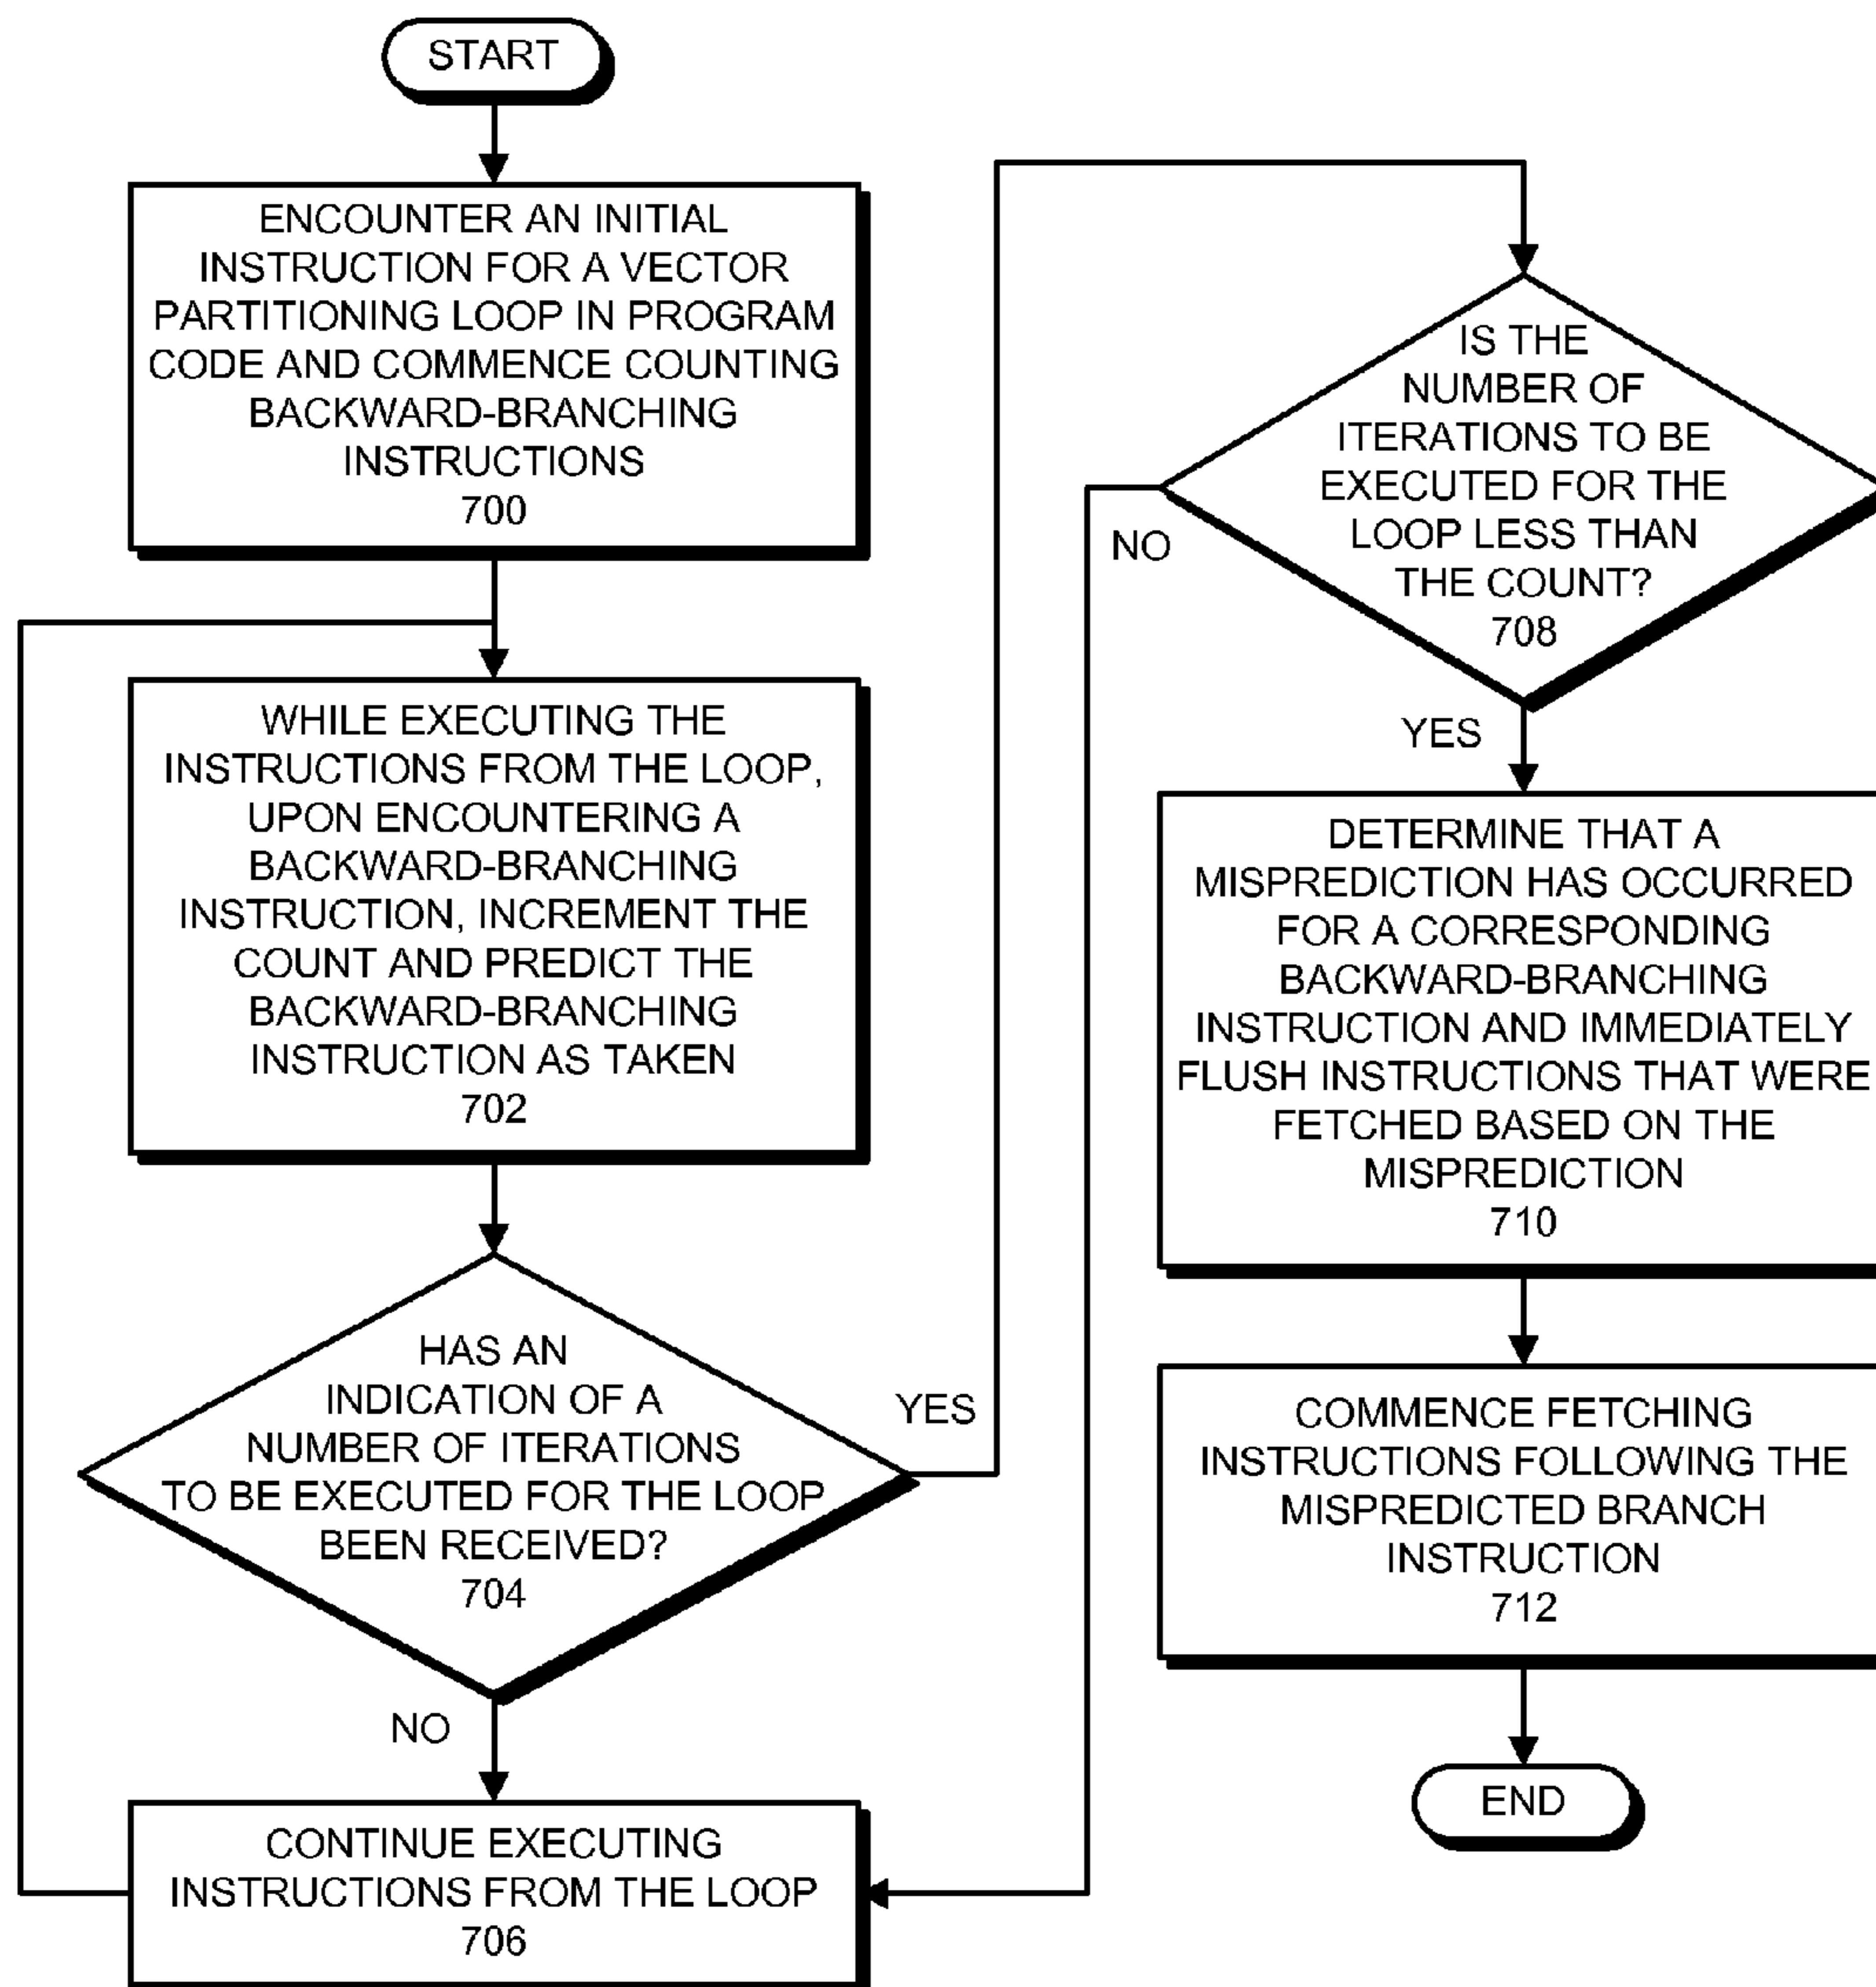 START
ENCOUNTER AN INITIAL
INSTRUCTION FOR A VECTOR
PARTITIONING LOOP IN PROGRAM
CODE AND COMMENCE COUNTING
BACKWARD-BRANCHING
INSTRUCTIONS
700
WHILE EXECUTING THE
INSTRUCTIONS FROM THE LOOP,
UPON ENCOUNTERING A
BACKWARD-BRANCHING
INSTRUCTION, INCREMENT THE
COUNT AND PREDICT THE
BACKWARD-BRANCHING
INSTRUCTION AS TAKEN
702
HAS AN
INDICATION OF A
NUMBER OF ITERATIONS
TO BE EXECUTED FOR THE LOOP
BEEN RECEIVED?
704
YES
NO
CONTINUE EXECUTING
INSTRUCTIONS FROM THE LOOP
706
IS THE
NUMBER OF
ITERATIONS TO BE
EXECUTED FOR THE
LOOP LESS THAN
THE COUNT?
708
NO
YES
DETERMINE THAT A
MISPREDICTION HAS OCCURRED
FOR A CORRESPONDING
BACKWARD-BRANCHING
INSTRUCTION AND IMMEDIATELY
FLUSH INSTRUCTIONS THAT WERE
FETCHED BASED ON THE
MISPREDICTION
710
COMMENCE FETCHING
INSTRUCTIONS FOLLOWING THE
MISPREDICTED BRANCH
INSTRUCTION
712
END